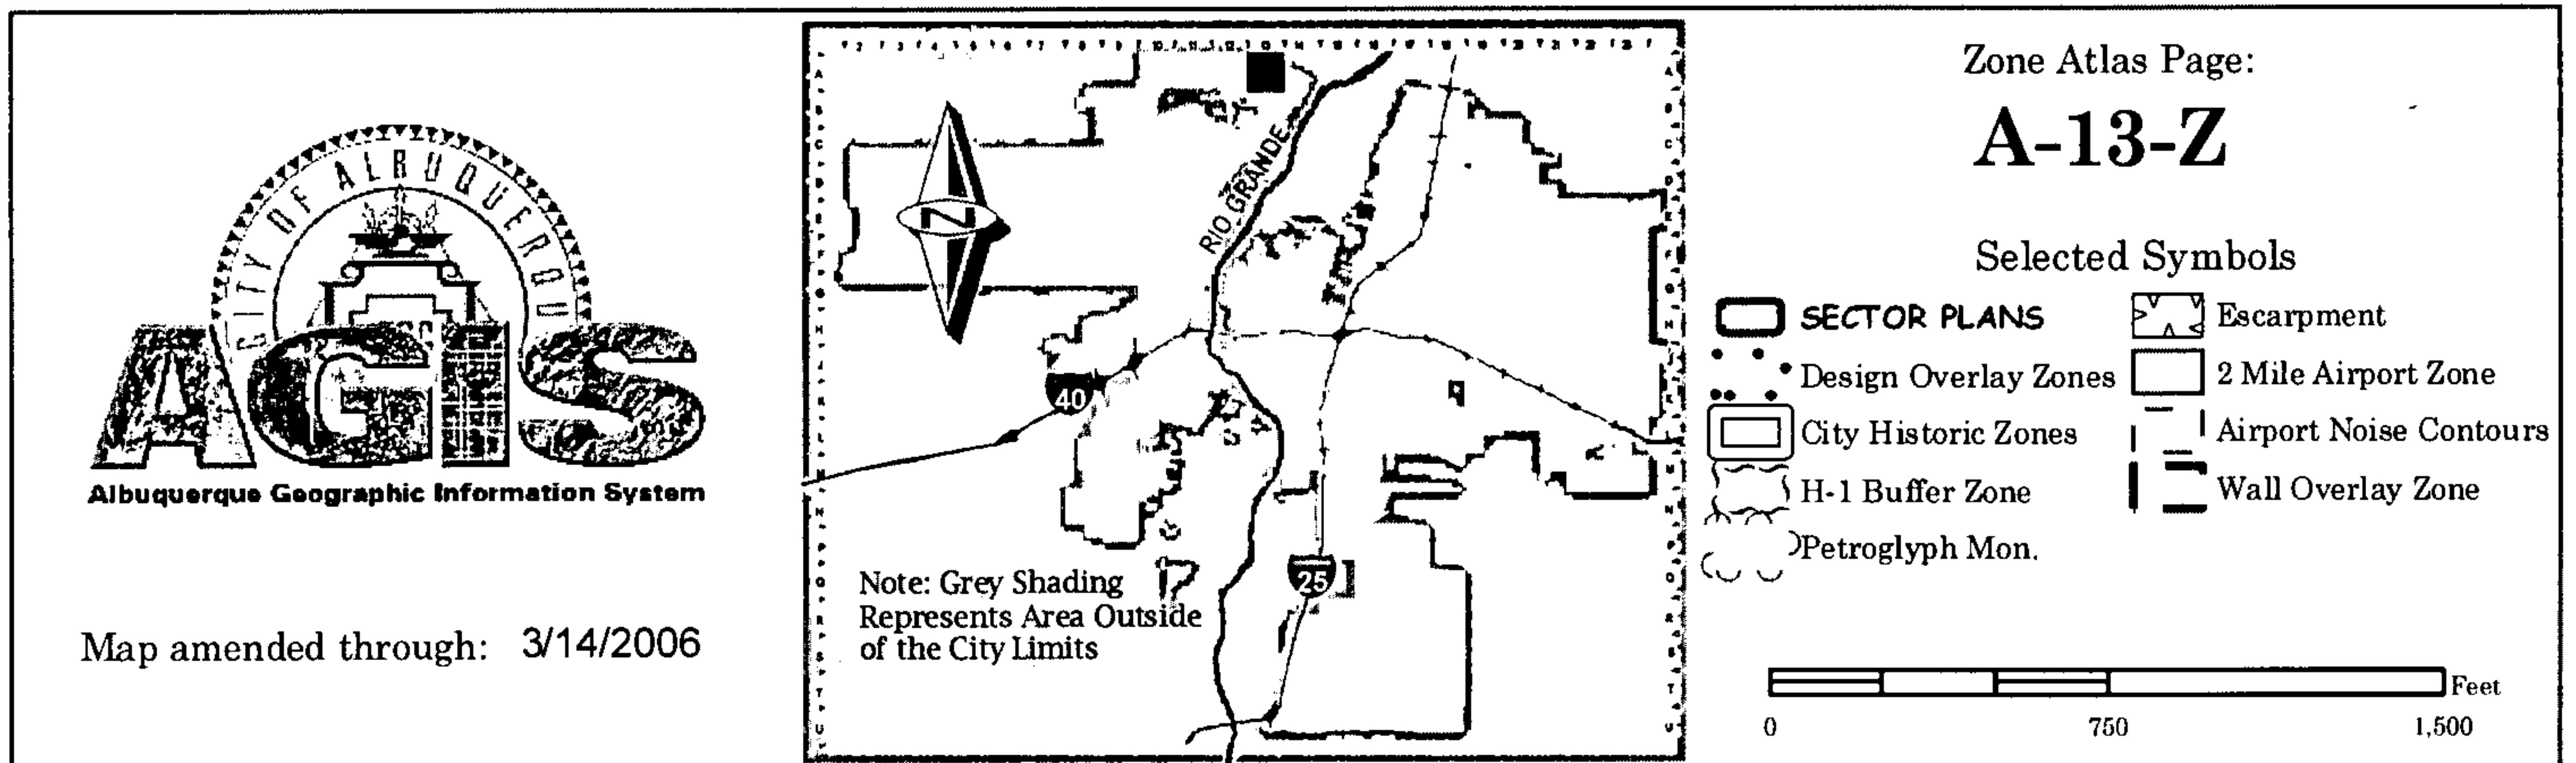 CITY OF ALBUQUERQU
AGIS
Albuquerque Geographic Information System
Map amended through: 3/14/2006
RIO GRANDE
N
40
25
Note: Grey Shading
Represents Area Outside
of the City Limits
Zone Atlas Page:
A-13-Z
Selected Symbols
SECTOR PLANS
Design Overlay Zones
City Historic Zones
H-1 Buffer Zone
Petroglyph Mon.
Escarpment
2 Mile Airport Zone
Airport Noise Contours
Wall Overlay Zone
Feet
0 750 1,500